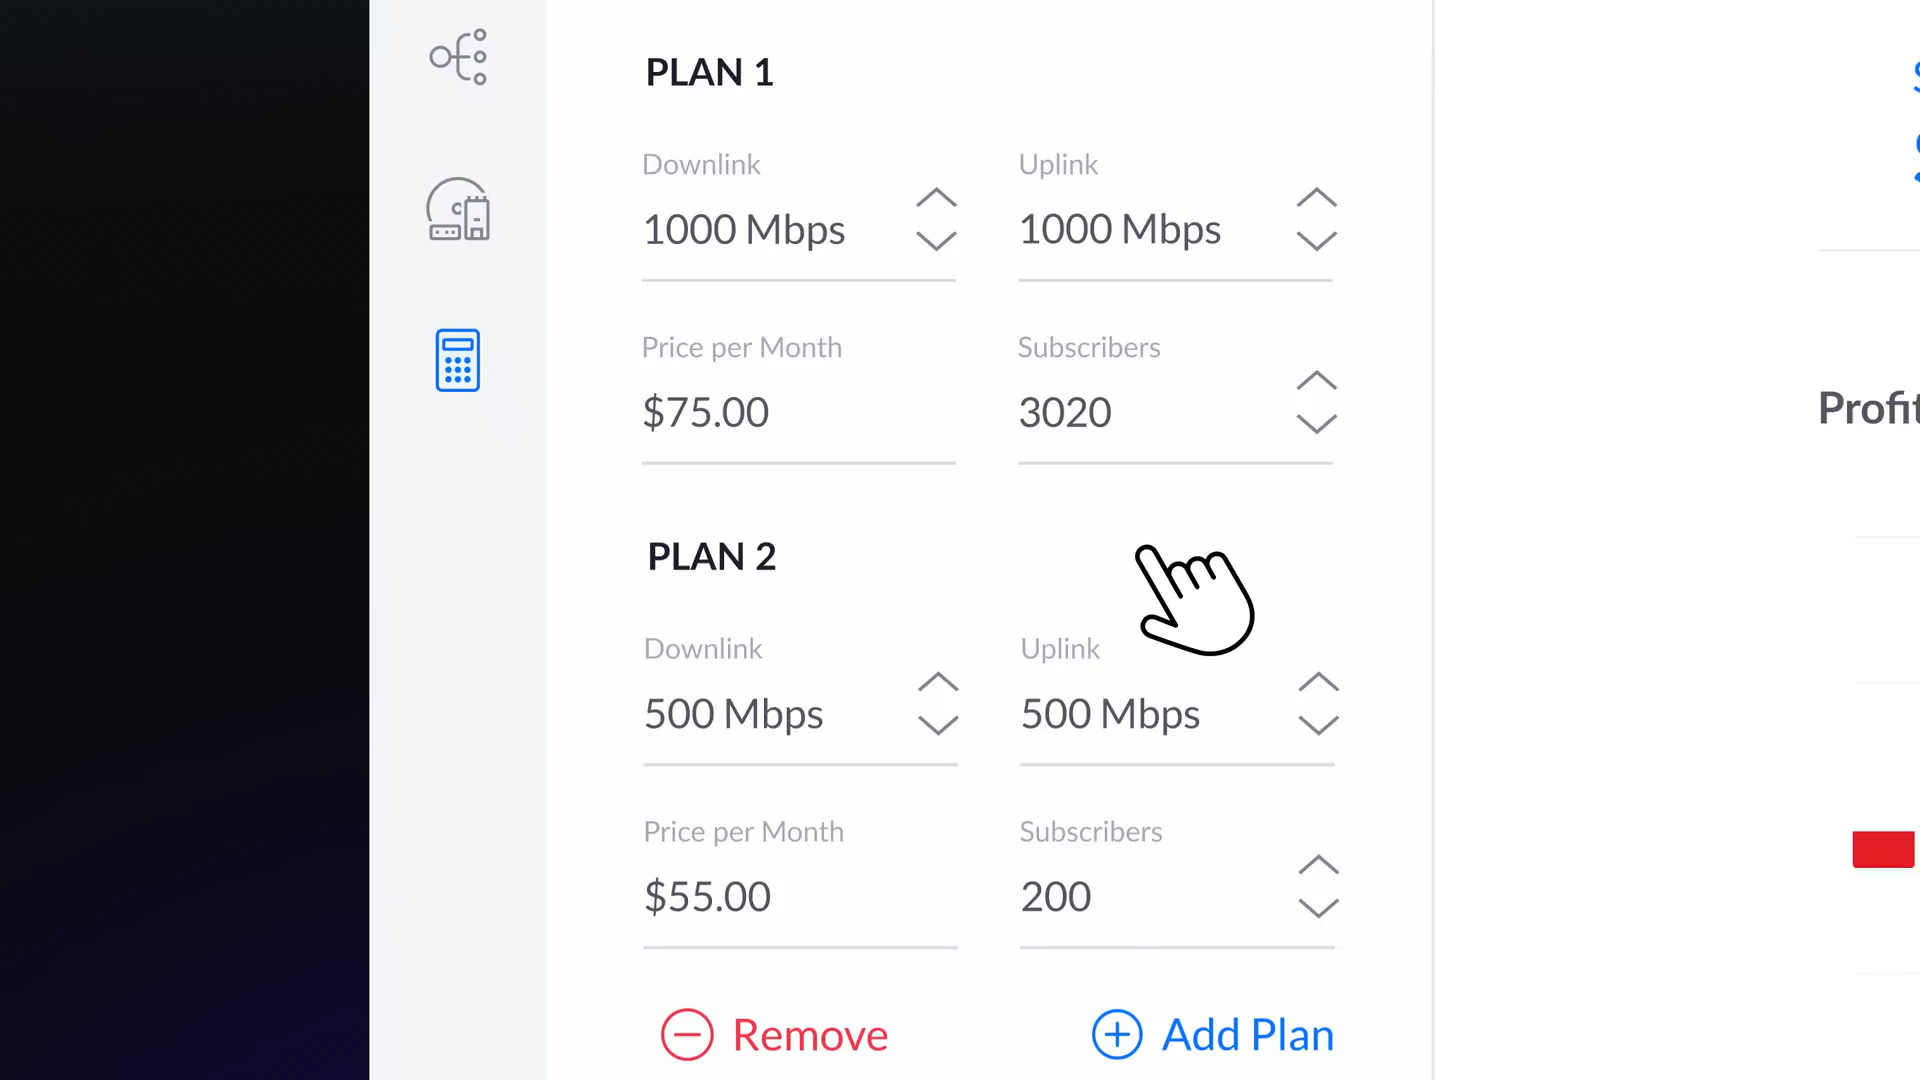 PLAN 1
Downlink
Uplink
1000 Mbps
1000 Mbps
Price per Month
Subscribers
$75.00
3020
Profit
PLAN 2
Downlink
Uplink
500 Mbps
500 Mbps
Price per Month
Subscribers
$55.00
200
Remove
Add Plan